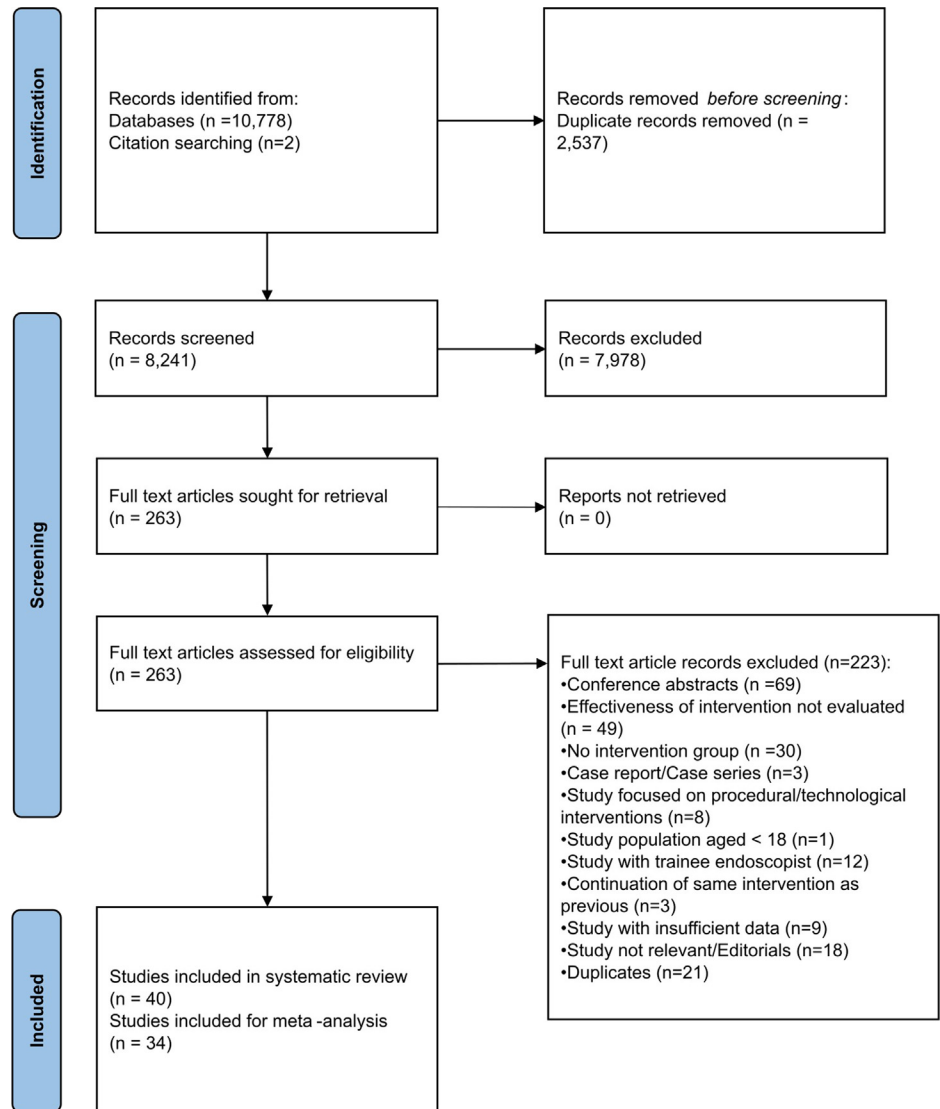 Identification
Records identified from:
Databases (n =10,778)
Citation searching (n=2)
Records removed before screening:
Duplicate records removed (n =
2,537)
Screening
Records screened
(n = 8,241)
Records excluded
(n = 7,978)
Full text articles sought for retrieval
(n = 263)
Reports not retrieved
(n = 0)
Full text articles assessed for eligibility
(n = 263)
Full text article records excluded (n=223):
•Conference abstracts (n =69)
•Effectiveness of intervention not evaluated
(n = 49)
•No intervention group (n =30)
•Case report/Case series (n=3)
•Study focused on procedural/technological
interventions (n=8)
•Study population aged < 18 (n=1)
•Study with trainee endoscopist (n=12)
•Continuation of same intervention as
previous (n=3)
•Study with insufficient data (n=9)
•Study not relevant/Editorials (n=18)
•Duplicates (n=21)
Included
Studies included in systematic review
(n = 40)
Studies included for meta -analysis
(n = 34)